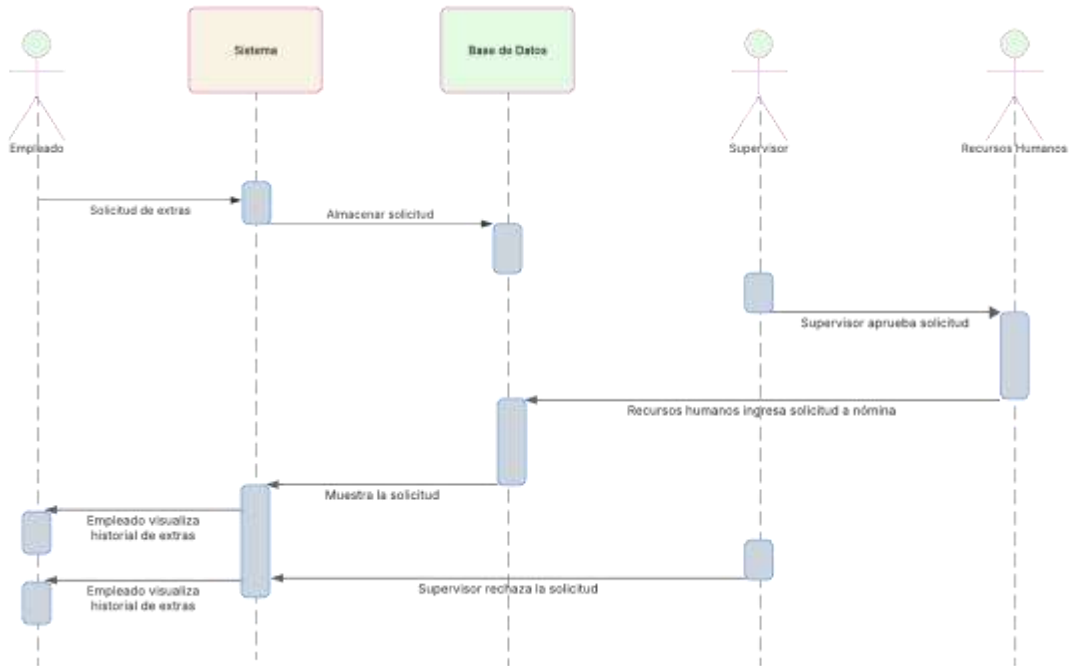 Sistema
Base de Datos
Empleado
Supervisor
Recursos Humanos
Solicitud de extras
Almacenar solicitud
Supervisor aprueba solicitud
Recursos humanos ingresa solicitud a nómina
Muestra la solicitud
Empleado visualiza
historial de extras
Supervisor rechaza la solicitud
Empleado visualiza
historial de extras